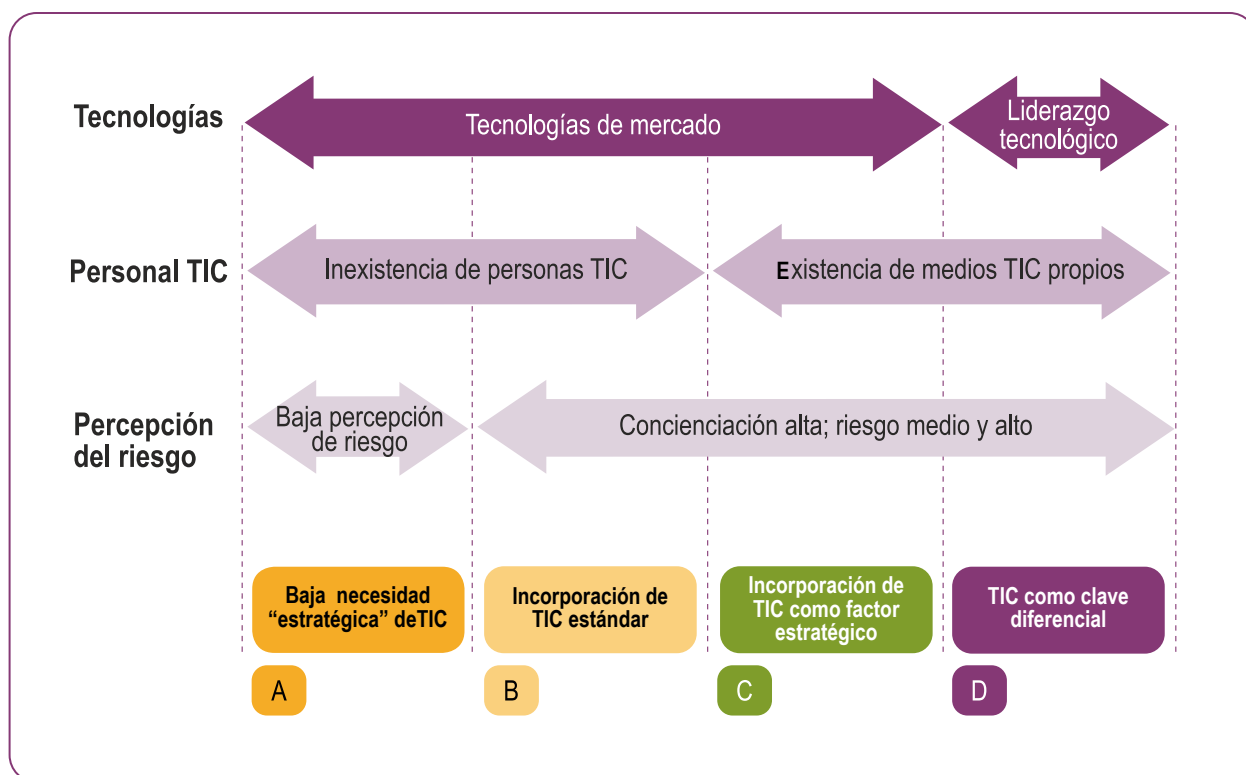 Tecnologías
Tecnologías de mercado
Liderazgo
tecnológico
Personal TIC
Inexistencia de personas TIC
Existencia de medios TIC propios
Percepción
del riesgo
Baja percepción
de riesgo
Concienciación alta; riesgo medio y alto
Baja necesidad
“estratégica” deTIC
Incorporación de
TIC estándar
Incorporación de
TIC como factor
estratégico
TIC como clave
diferencial
A
B
C
D